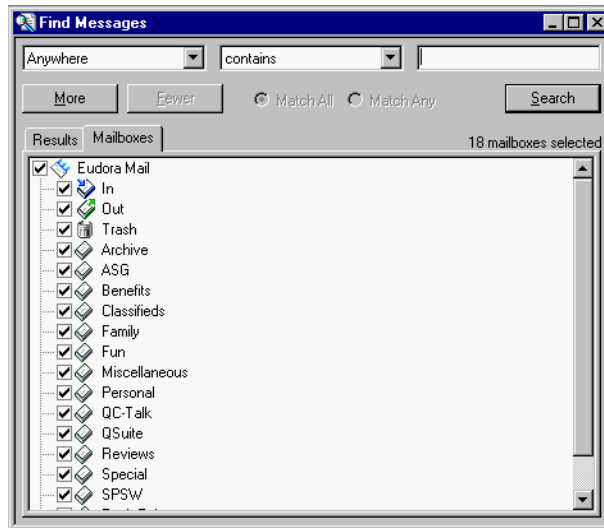 Find Messages
Anywhere contains
More Fewer Match All Match Any Search
Results Mailboxes 18 mailboxes selected
Eudora Mail
In
Out
Trash
Archive
ASG
Benefits
Classifieds
Family
Fun
Miscellaneous
Personal
QC-Talk
QSuite
Reviews
Special
SPSW